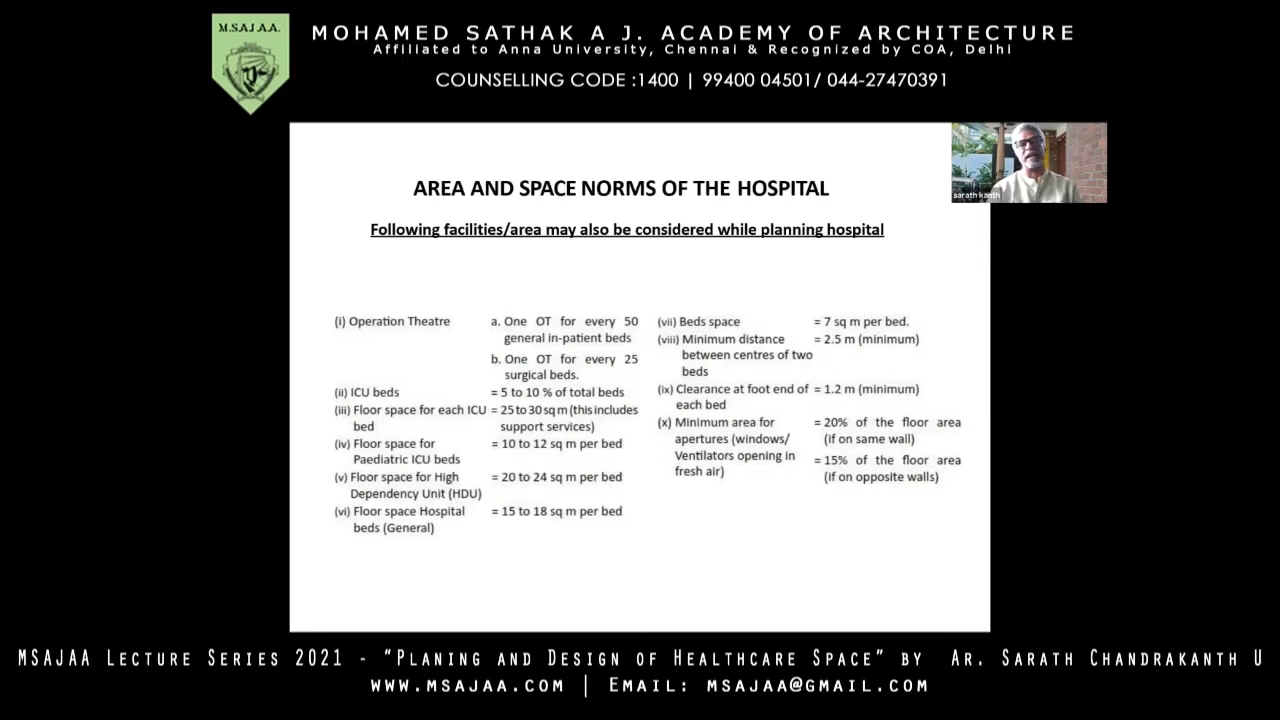 M.SAJ AA.
MOHAMED SATHAK A J. ACADEMY OF ARCHITECTURE
Affiliated to Anna University, Chennai & Recognized by COA, Delhi
COUNSELLING CODE :1400 | 99400 04501/ 044-27470391
sarath kanth
AREA AND SPACE NORMS OF THE HOSPITAL
Following facilities/area may also be considered while planning hospital
(i) Operation Theatre
a. One OT for every 50
general in-patient beds
b. One OT for every 25
surgical beds.
(ii) ICU beds = 5 to 10 % of total beds
(iii) Floor space for each ICU = 25 to 30 sq m (this includes
bed support services)
(iv) Floor space for = 10 to 12 sq m per bed
Paediatric ICU beds
(v) Floor space for High = 20 to 24 sq m per bed
Dependency Unit (HDU)
(vi) Floor space Hospital = 15 to 18 sq m per bed
beds (General)
(vii) Beds space = 7 sq m per bed.
(viii) Minimum distance = 2.5 m (minimum)
between centres of two
beds
(ix) Clearance at foot end of = 1.2 m (minimum)
each bed
(x) Minimum area for = 20% of the floor area
apertures (windows/ (if on same wall)
Ventilators opening in = 15% of the floor area
fresh air) (if on opposite walls)
MSAJAA Lecture Series 2021 - “Planing and Design of Healthcare Space” by Ar. Sarath Chandrakanth U
www.msajaa.com | Email: msajaa@gmail.com